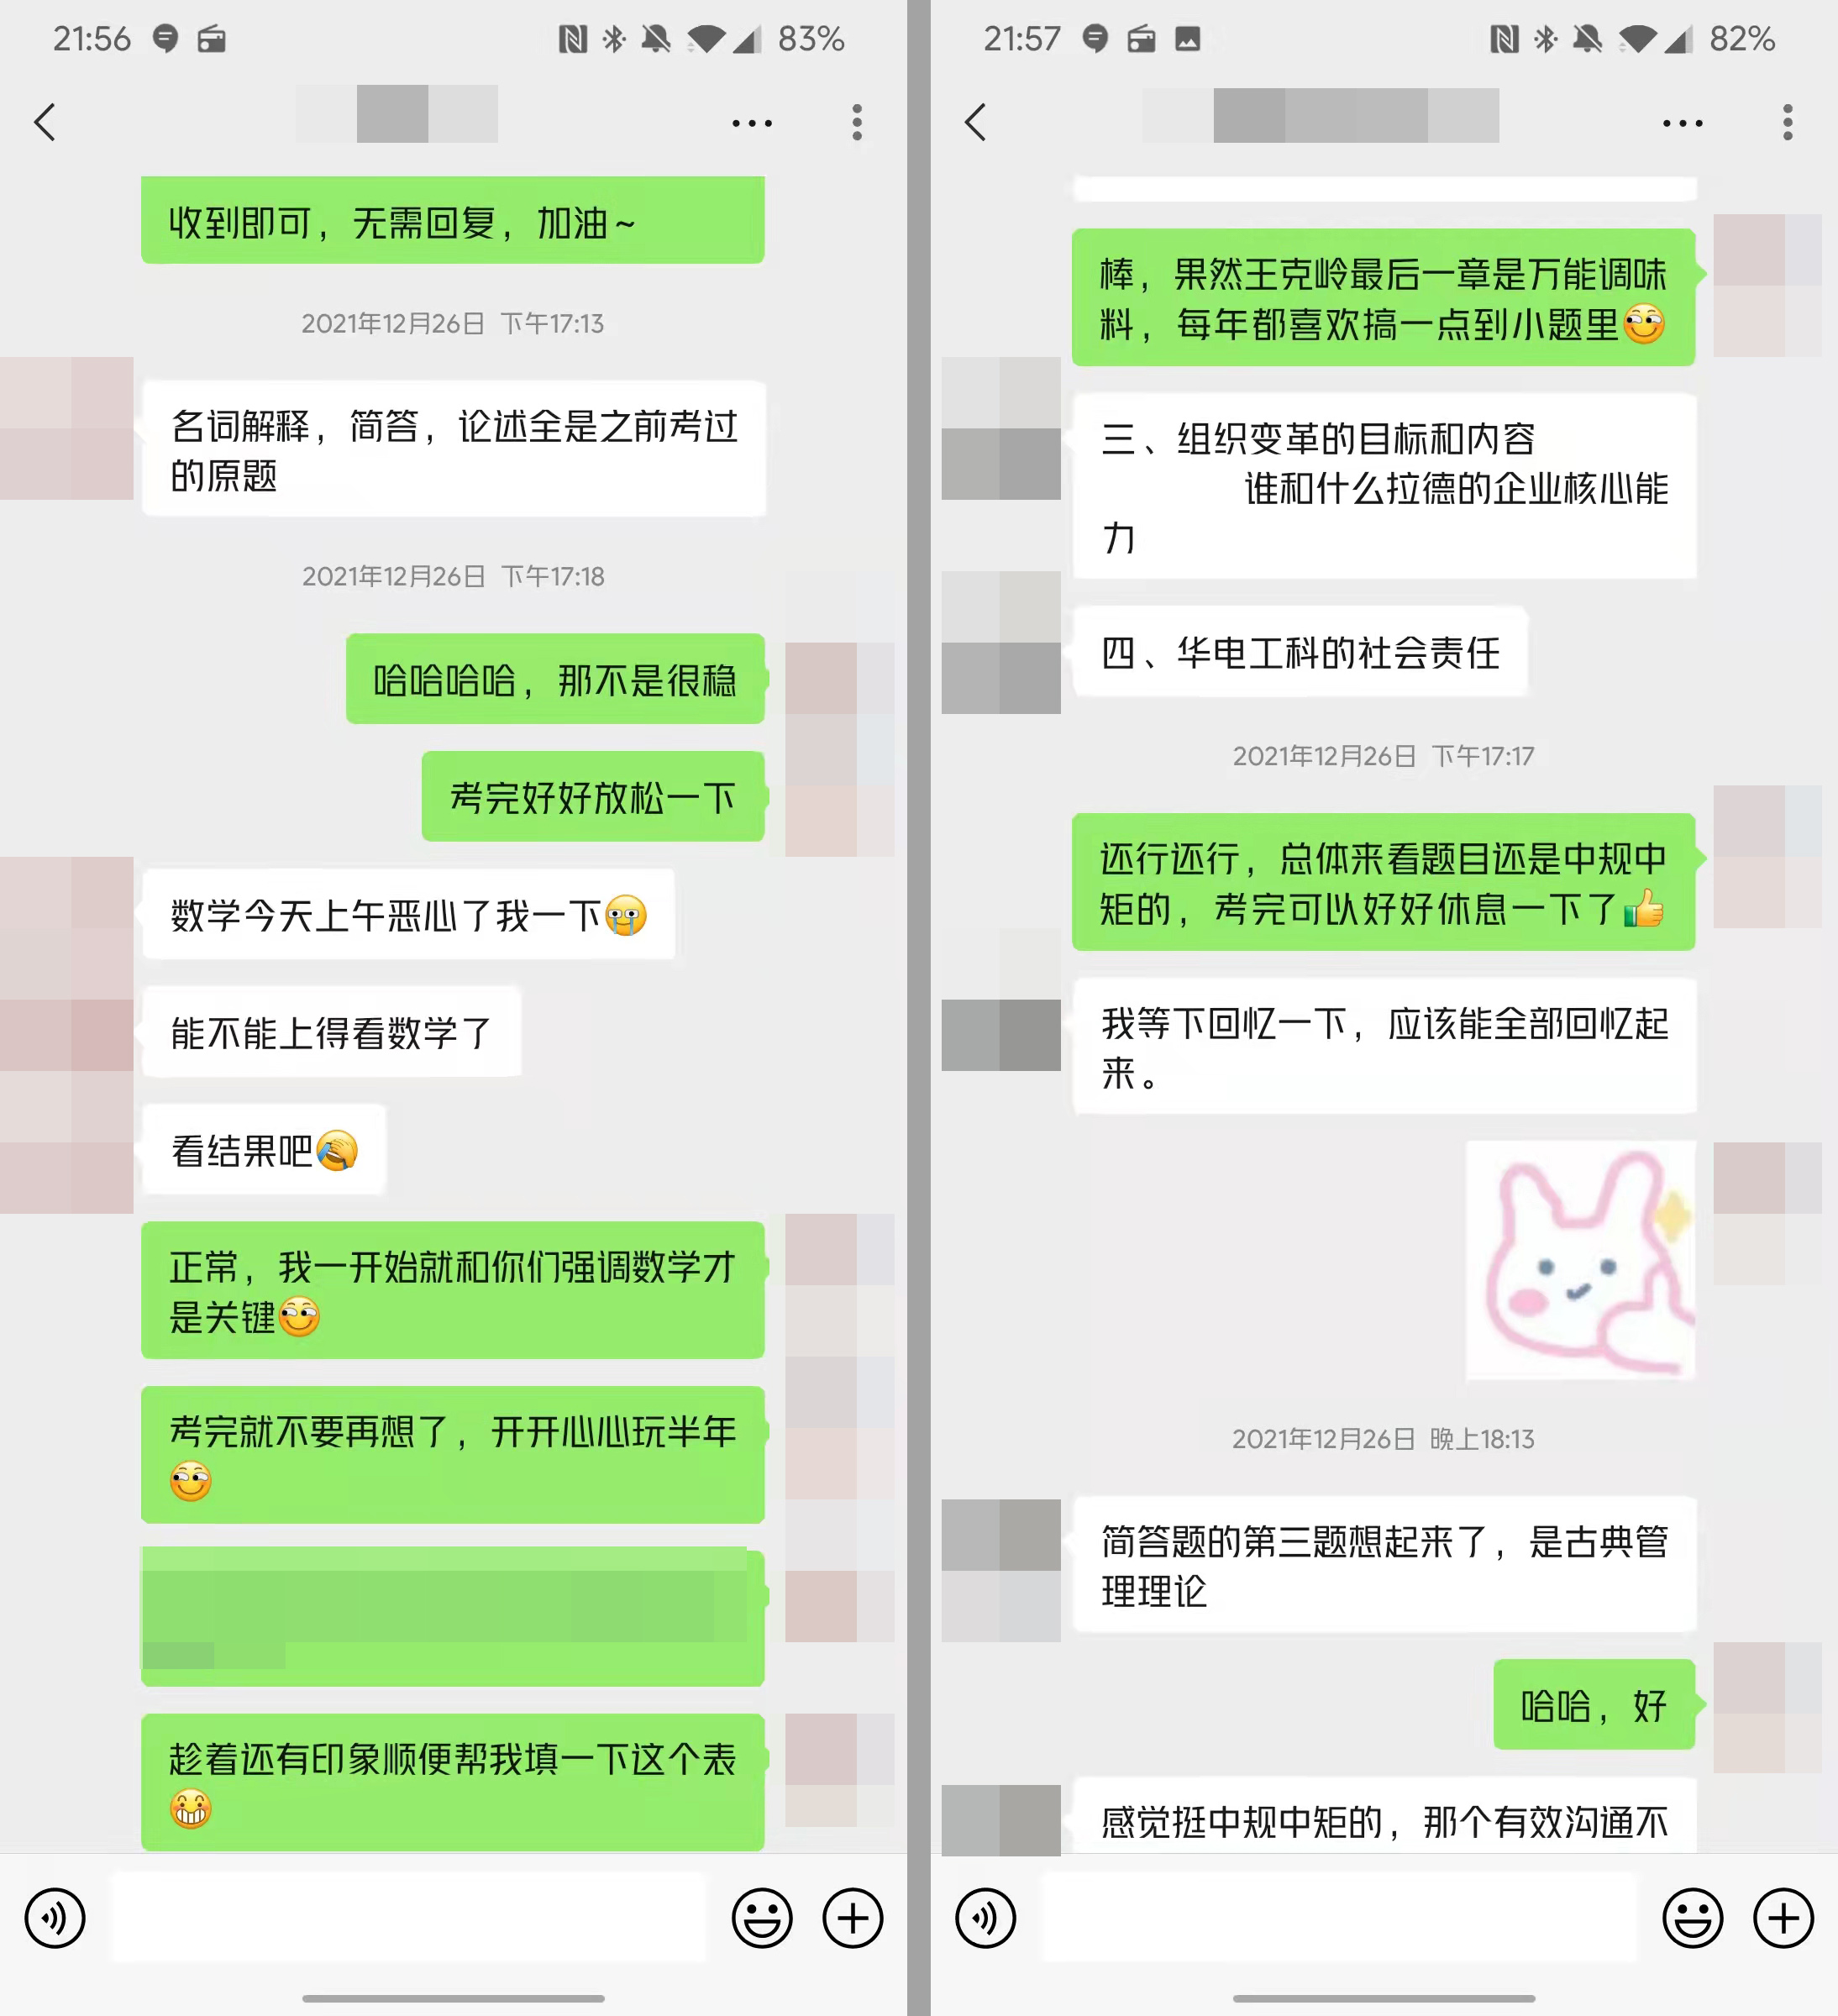 21:56
83%
收到即可，无需回复，加油~
2021年12月26日 下午17:13
名词解释，简答，论述全是之前考过
的原题
2021年12月26日 下午17:18
哈哈哈哈，那不是很稳
考完好好放松一下
数学今天上午恶心了我一下
能不能上得看数学了
看结果吧
正常，我一开始就和你们强调数学才
是关键
考完就不要再想了，开开心心玩半年
趁着还有印象顺便帮我填一下这个表
21:57
82%
棒，果然王克岭最后一章是万能调味
料，每年都喜欢搞一点到小题里
三、组织变革的目标和内容
谁和什么拉德的企业核心能
力
四、华电工科的社会责任
2021年12月26日 下午17:17
还行还行，总体来看题目还是中规中
矩的，考完可以好好休息一下了
我等下回忆一下，应该能全部回忆起
来。
2021年12月26日 晚上18:13
简答题的第三题想起来了，是古典管
理理论
哈哈，好
感觉挺中规中矩的，那个有效沟通不